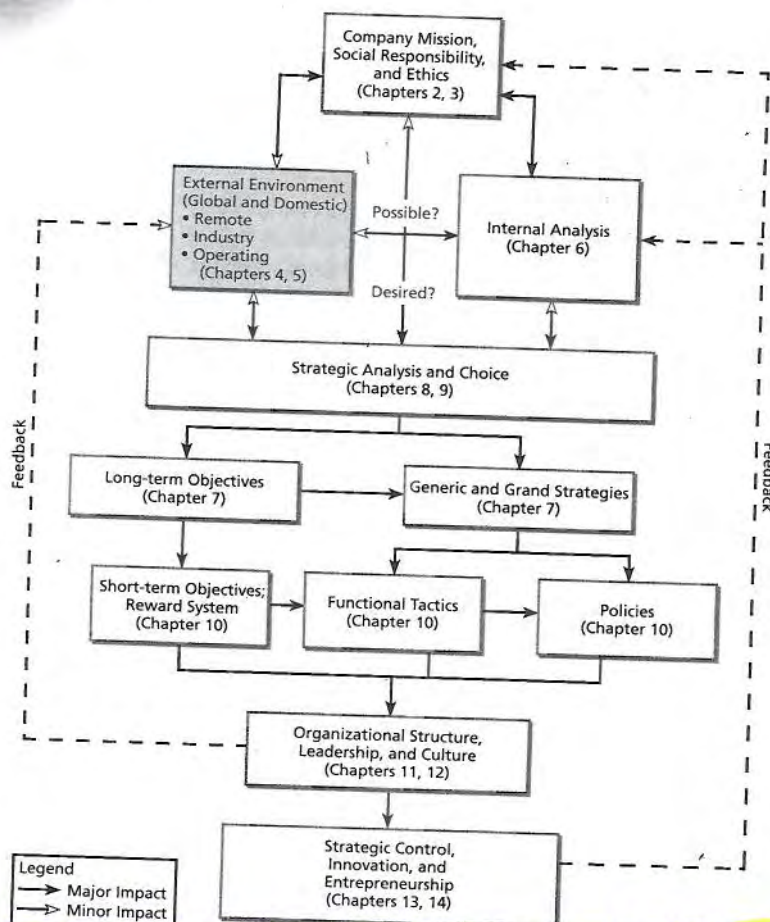 Company Mission,
Social Responsibility,
and Ethics
(Chapters 2, 3)
External Environment
(Global and Domestic)
• Remote
• Industry
• Operating
(Chapters 4, 5)
Possible?
Internal Analysis
(Chapter 6)
Desired?
Strategic Analysis and Choice
(Chapters 8, 9)
Feedback
Feedback
Long-term Objectives
(Chapter 7)
Generic and Grand Strategies
(Chapter 7)
Short-term Objectives;
Reward System
(Chapter 10)
Functional Tactics
(Chapter 10)
Policies
(Chapter 10)
Organizational Structure,
Leadership, and Culture
(Chapters 11, 12)
Strategic Control,
Innovation, and
Entrepreneurship
(Chapters 13, 14)
Legend
Major Impact
Minor Impact